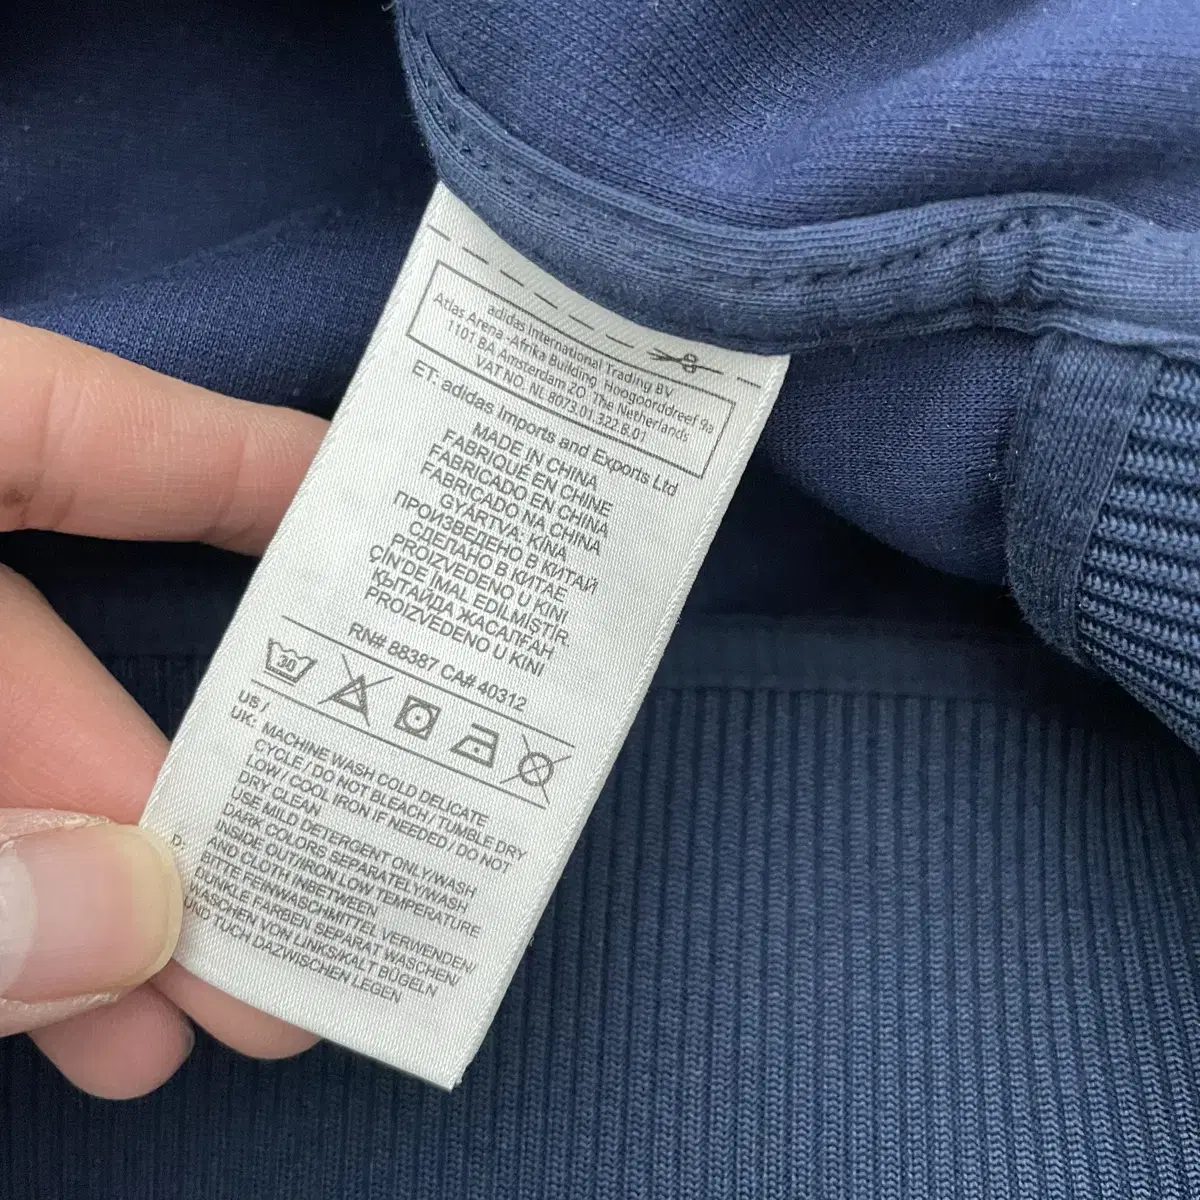 adidas International Trading BV
Atlas Arena -Afrika Building, Hoogoorddreef 9a
1101 BA, Amsterdam ZO, The Netherlands
VAT NO. NL 8073.01.322.B.01
ET: adidas Imports and Exports Ltd
MADE IN CHINA
FABRIQUÉ EN CHINE
FABRICADO EN CHINA
FABRICADO NA CHINA
GYÁRTVA: KÍNA
ПРОИЗВЕДЕНО В КИТАЙ
СДЕЛАНО В КИТАЕ
PROIZVEDENO U KINI
ÇİN'DE İMAL EDİLMİŞTİR.
ҚЫТАЙДА ЖАСАЛҒАН
PROIZVEDENO U KINI
RN# 88387 CA# 40312
30
US /
UK: MACHINE WASH COLD DELICATE
CYCLE / DO NOT BLEACH / TUMBLE DRY
LOW / COOL IRON IF NEEDED / DO NOT
DRY CLEAN
USE MILD DETERGENT ONLY/WASH
DARK COLORS SEPARATELY/WASH
INSIDE OUT/IRON LOW TEMPERATURE
AND CLOTH INBETWEEN
D: BITTE FEINWASCHMITTEL VERWENDEN/
DUNKLE FARBEN SEPARAT WASCHEN/
WASCHEN VON LINKS/KALT BÜGELN
UND TUCH DAZWISCHEN LEGEN